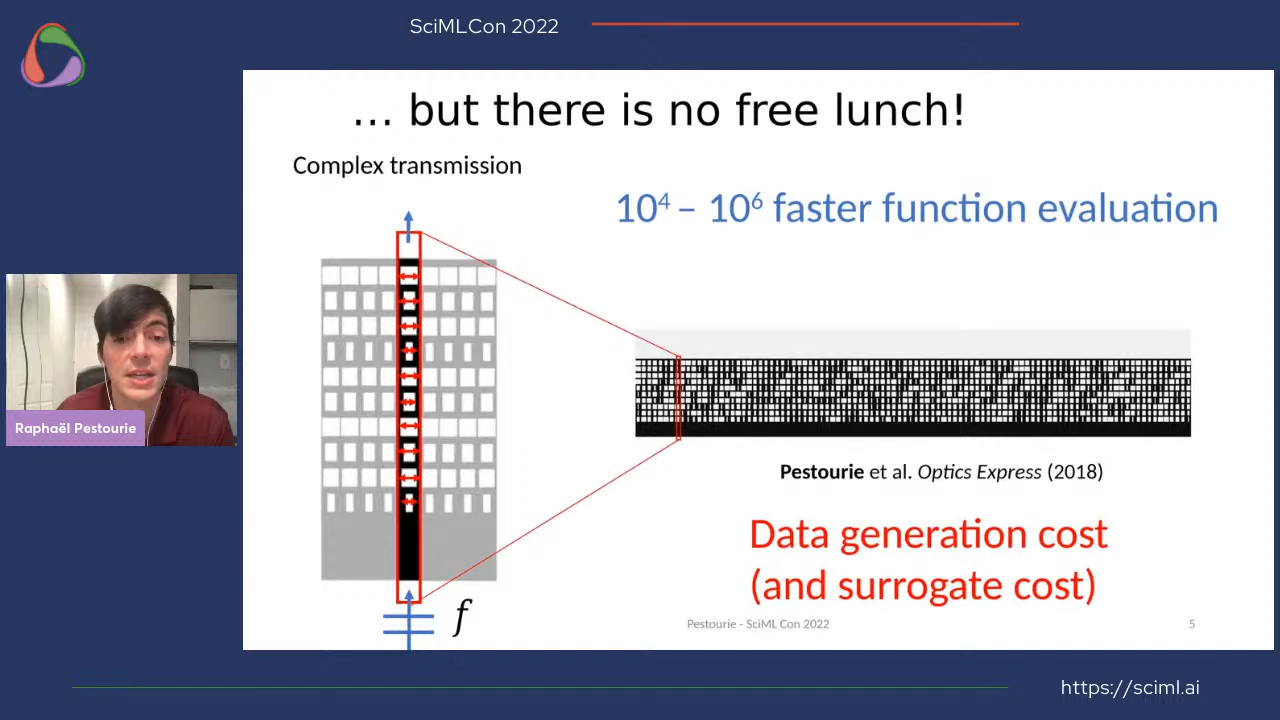 SciMLCon 2022
... but there is no free lunch!
Complex transmission
10⁴ – 10⁶ faster function evaluation
Raphaël Pestourie
Pestourie et al. Optics Express (2018)
Data generation cost
(and surrogate cost)
f
Pestourie - SciML Con 2022
5
https://sciml.ai